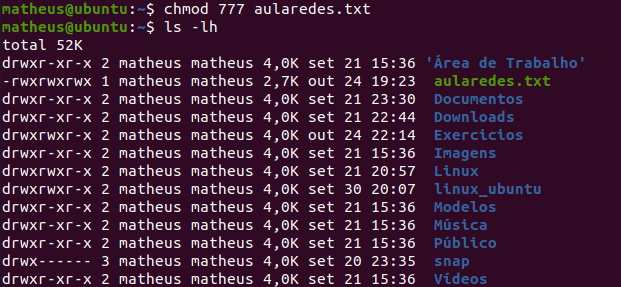 matheus@ubuntu:~$ chmod 777 aularedes.txt
matheus@ubuntu:~$ ls -lh
total 52K
drwxr-xr-x 2 matheus matheus 4,0K set 21 15:36 'Área de Trabalho'
-rwxrwxrwx 1 matheus matheus 2,7K out 24 19:23  aularedes.txt
drwxr-xr-x 2 matheus matheus 4,0K set 21 23:30  Documentos
drwxr-xr-x 2 matheus matheus 4,0K set 21 22:44  Downloads
drwxrwxr-x 2 matheus matheus 4,0K out 24 22:14  Exercicios
drwxr-xr-x 2 matheus matheus 4,0K set 21 15:36  Imagens
drwxrwxr-x 2 matheus matheus 4,0K set 21 20:57  Linux
drwxrwxr-x 2 matheus matheus 4,0K set 30 20:07  linux_ubuntu
drwxr-xr-x 2 matheus matheus 4,0K set 21 15:36  Modelos
drwxr-xr-x 2 matheus matheus 4,0K set 21 15:36  Música
drwxr-xr-x 2 matheus matheus 4,0K set 21 15:36  Público
drwx------ 3 matheus matheus 4,0K set 20 23:35  snap
drwxr-xr-x 2 matheus matheus 4,0K set 21 15:36  Vídeos